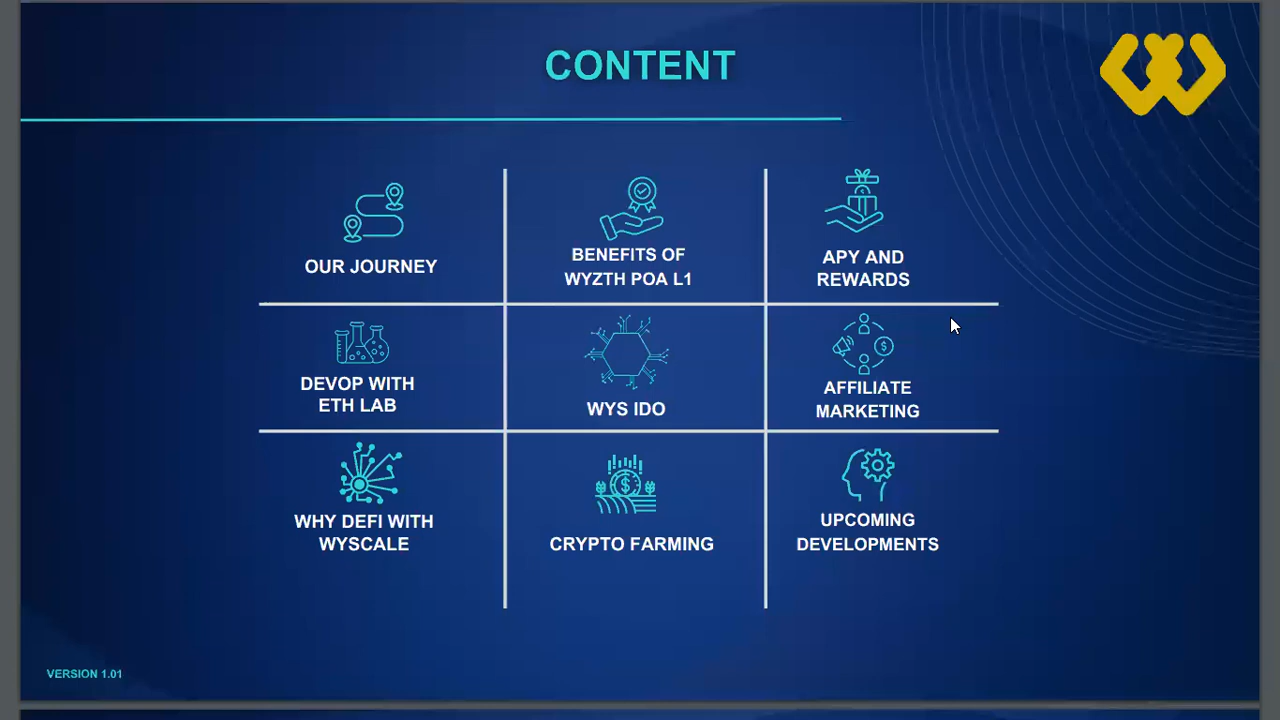 CONTENT
OUR JOURNEY
BENEFITS OF
WYZTH POA L1
APY AND
REWARDS
DEVOP WITH
ETH LAB
WYS IDO
AFFILIATE
MARKETING
WHY DEFI WITH
WYSCALE
CRYPTO FARMING
UPCOMING
DEVELOPMENTS
VERSION 1.01